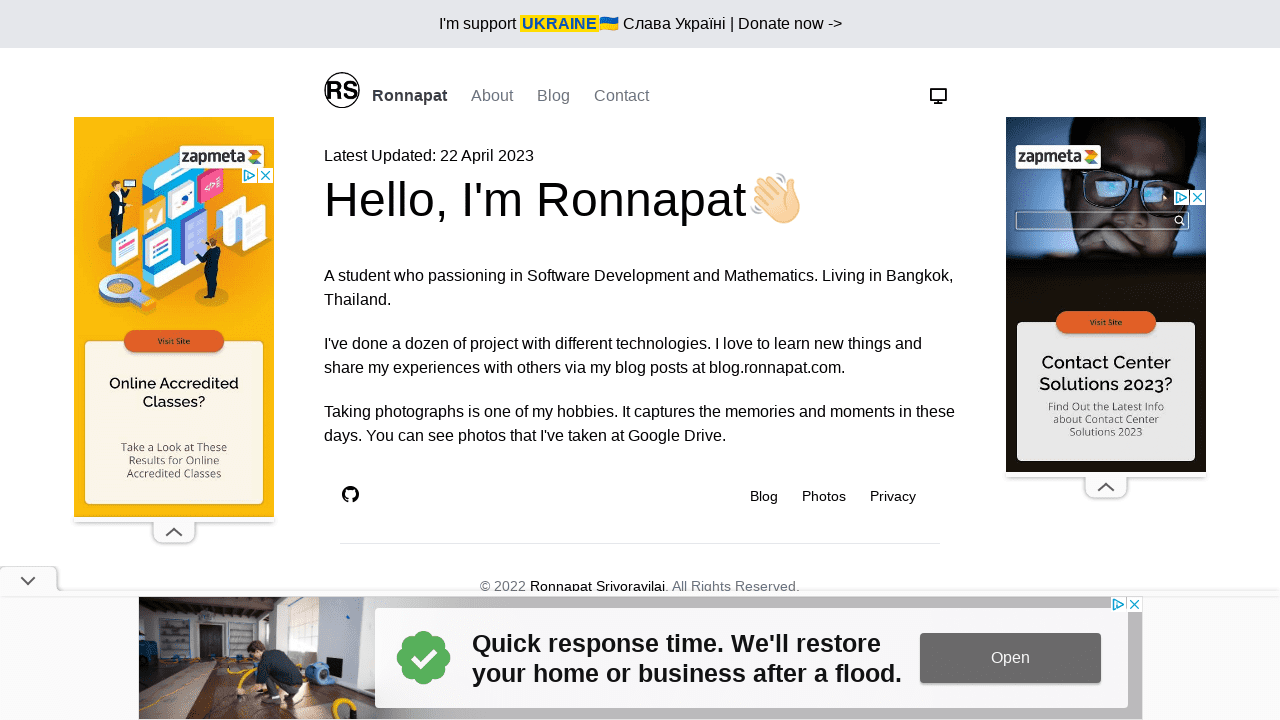 I'm support UKRAINE🇺🇦 Слава Україні | Donate now ->
RS
Ronnapat About Blog Contact
Latest Updated: 22 April 2023
Hello, I'm Ronnapat👋🏼
A student who passioning in Software Development and Mathematics. Living in Bangkok,
Thailand.
I've done a dozen of project with different technologies. I love to learn new things and
share my experiences with others via my blog posts at blog.ronnapat.com.
Taking photographs is one of my hobbies. It captures the memories and moments in these
days. You can see photos that I've taken at Google Drive.
Blog Photos Privacy
© 2022 Ronnapat Srivoravilai. All Rights Reserved.
zapmeta
Visit Site
Online Accredited
Classes?
Take a Look at These
Results for Online
Accredited Classes
zapmeta
Visit Site
Contact Center
Solutions 2023?
Find Out the Latest Info
about Contact Center
Solutions 2023
Quick response time. We'll restore
your home or business after a flood.
Open